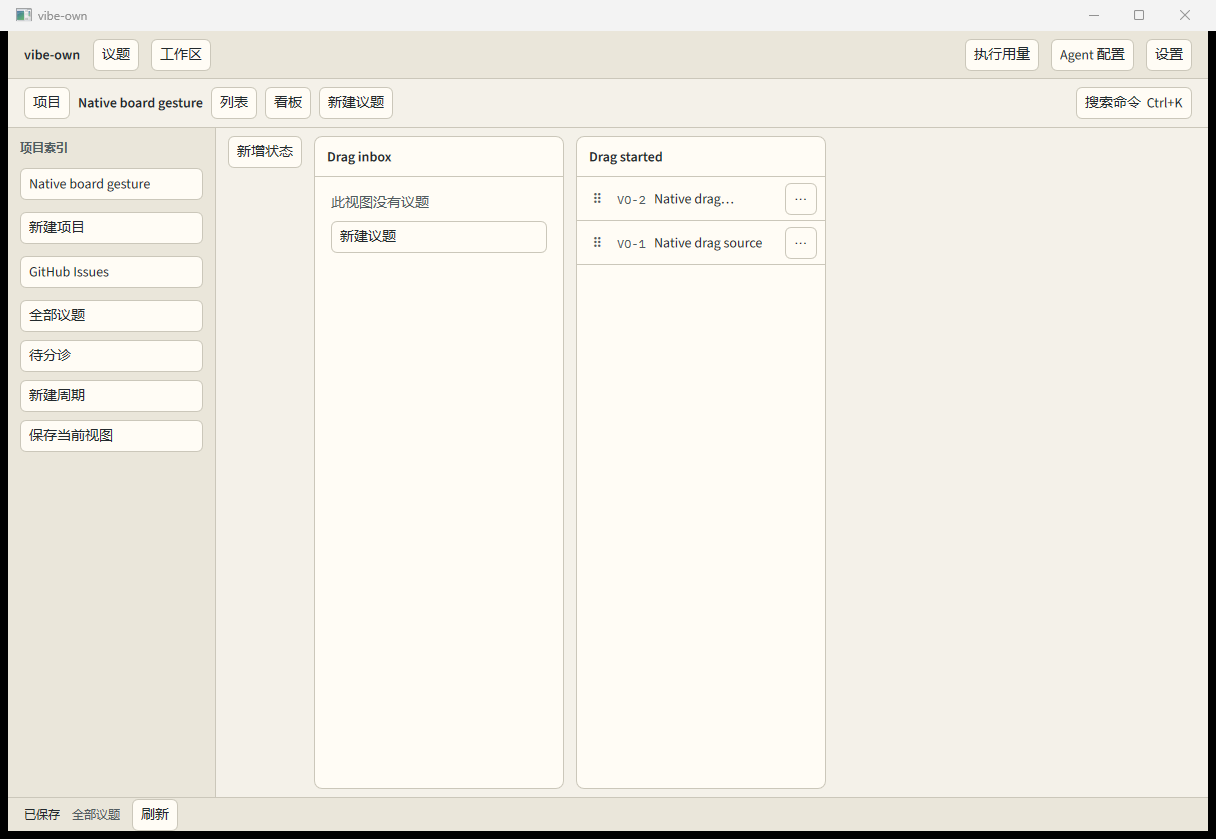 vibe-own
vibe-own 议题 工作区 执行用量 Agent 配置 设置
项目 Native board gesture 列表 看板 新建议题 搜索命令 Ctrl+K
项目索引
Native board gesture
新建项目
GitHub Issues
全部议题
待分诊
新建周期
保存当前视图
新增状态
Drag inbox
此视图没有议题
新建议题
Drag started
VO-2 Native drag…
VO-1 Native drag source
已保存 全部议题 刷新